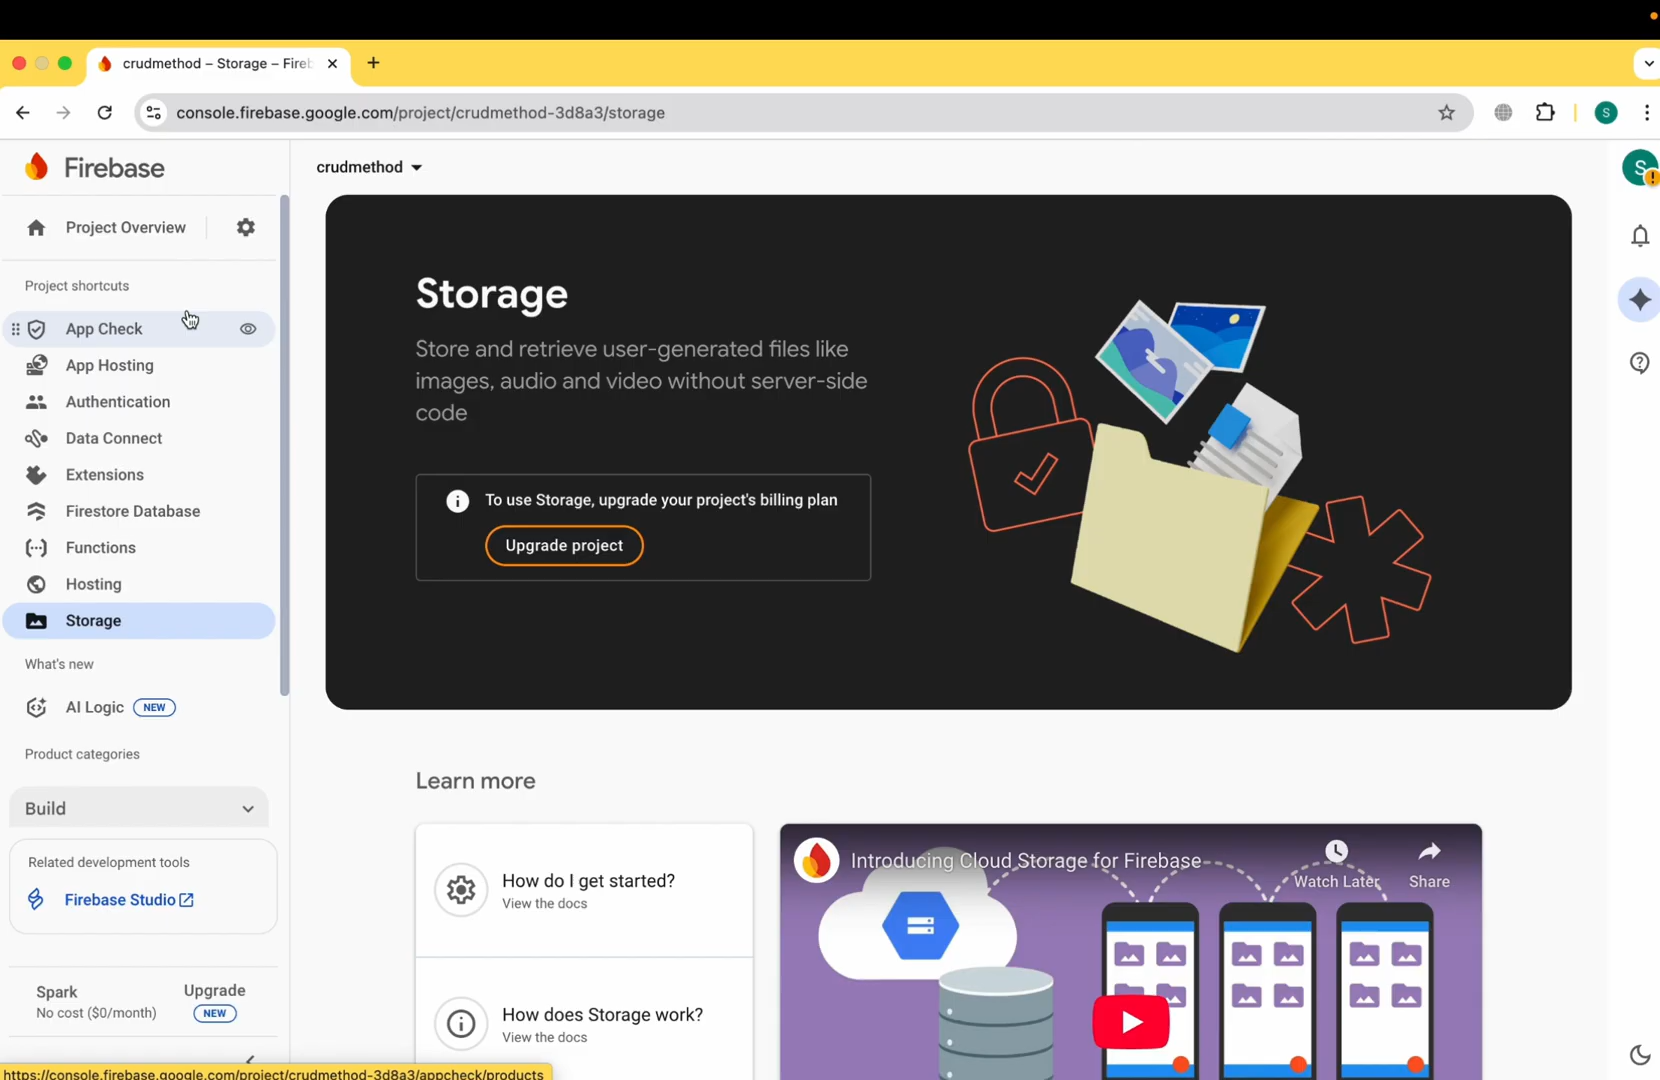 crudmethod – Storage – Fireb
console.firebase.google.com/project/crudmethod-3d8a3/storage
S
Firebase
crudmethod
S
Project Overview
Project shortcuts
App Check
App Hosting
Authentication
Data Connect
Extensions
Firestore Database
Functions
Hosting
Storage
What's new
AI Logic NEW
Product categories
Build
Related development tools
Firebase Studio
Spark
No cost ($0/month)
Upgrade
NEW
Storage
Store and retrieve user-generated files like
images, audio and video without server-side
code
To use Storage, upgrade your project's billing plan
Upgrade project
Learn more
How do I get started?
View the docs
How does Storage work?
View the docs
Introducing Cloud Storage for Firebase
Watch Later
Share
https://console.firebase.google.com/project/crudmethod-3d8a3/appcheck/products